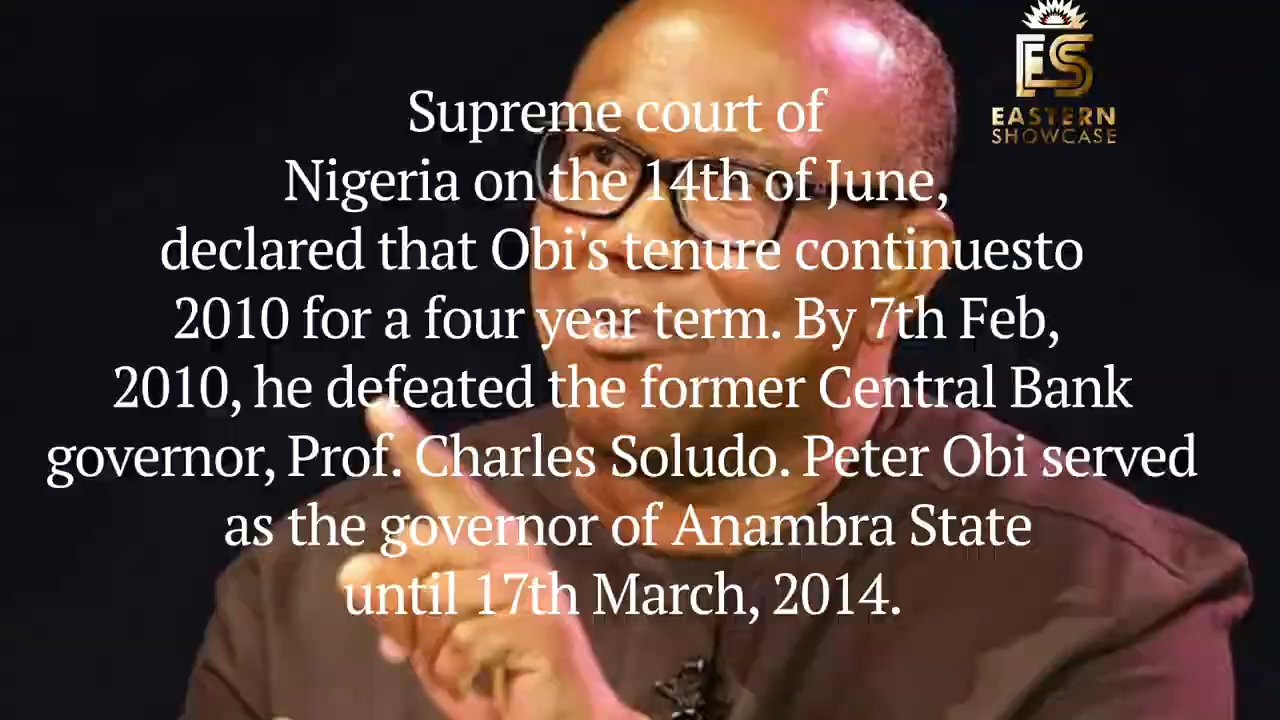 ES
EASTERN
SHOWCASE
Supreme court of
Nigeria on the 14th of June,
declared that Obi's tenure continuesto
2010 for a four year term. By 7th Feb,
2010, he defeated the former Central Bank
governor, Prof. Charles Soludo. Peter Obi served
as the governor of Anambra State
until 17th March, 2014.